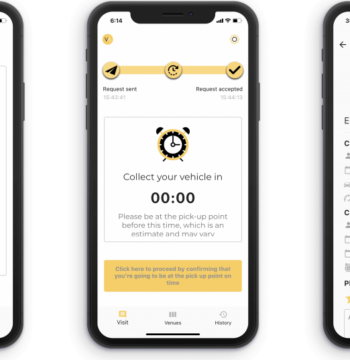 6:14
V
Request sent
15:43:41
Request accepted
15:44:13
Collect your vehicle in
00:00
Please be at the pick-up point
before this time, which is an
estimate and may vary
Click here to proceed by confirming that
you're going to be at the pick up point on
time
Visit
Venues
History
3
E
C
C
Pi